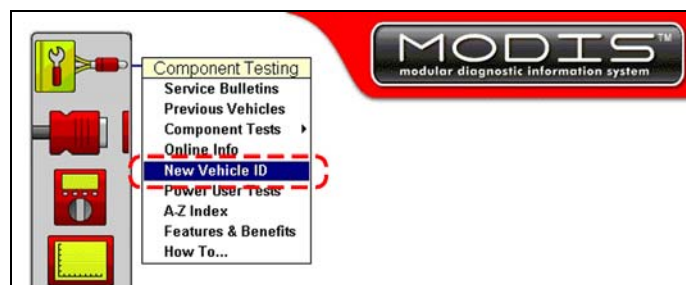 MODIS™
modular diagnostic information system
Component Testing
Service Bulletins
Previous Vehicles
Component Tests
Online Info
New Vehicle ID
Power User Tests
A-Z Index
Features & Benefits
How To...